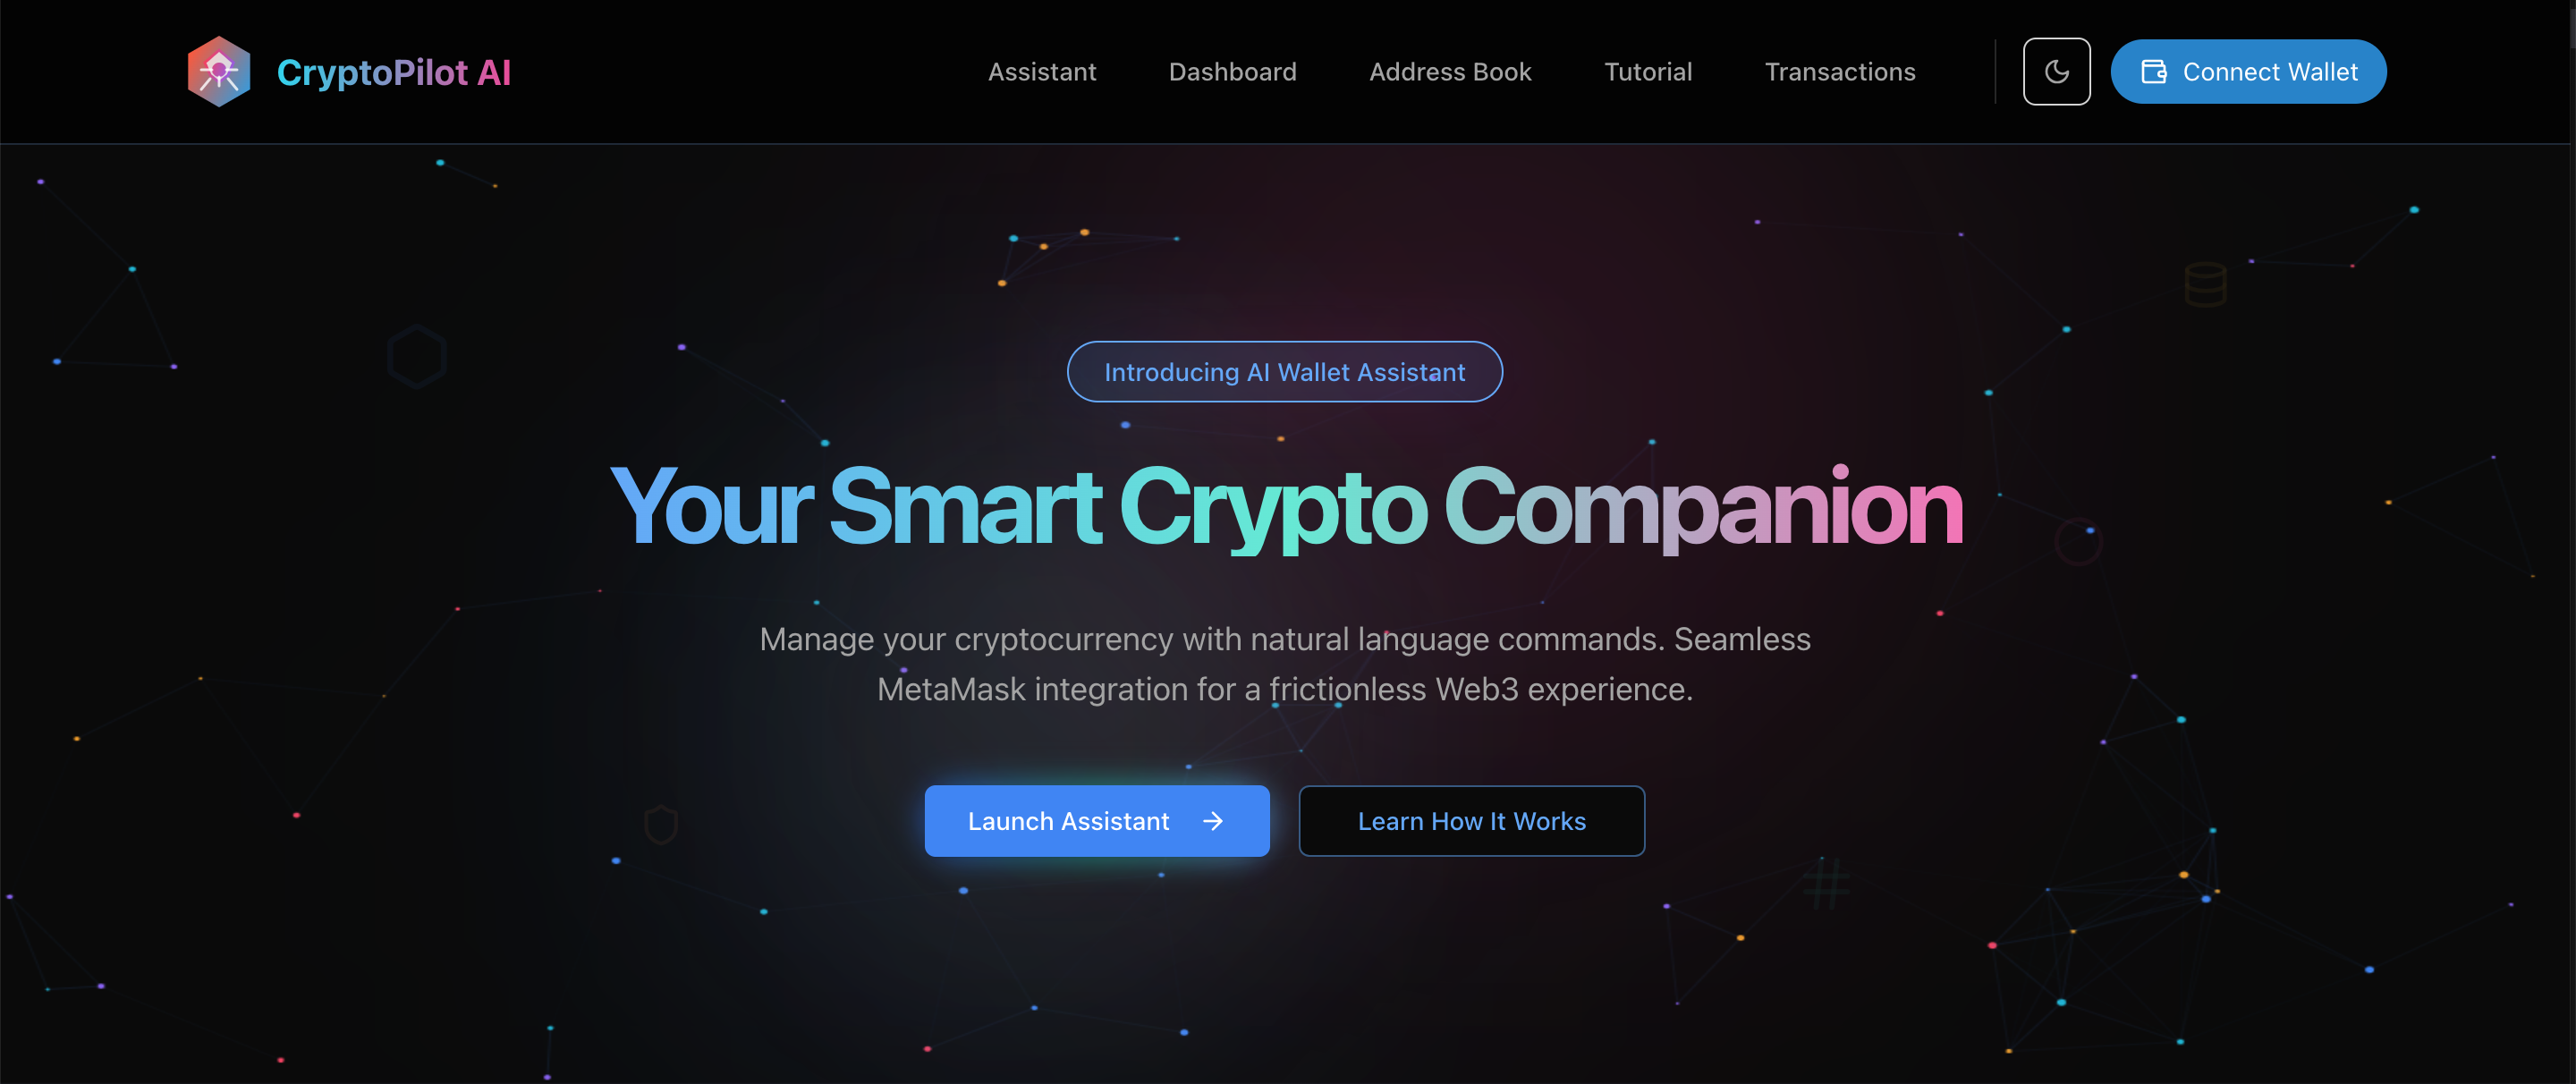 CryptoPilot AI
Assistant
Dashboard
Address Book
Tutorial
Transactions
Connect Wallet
Introducing AI Wallet Assistant
Your Smart Crypto Companion
Manage your cryptocurrency with natural language commands. Seamless
MetaMask integration for a frictionless Web3 experience.
Launch Assistant
Learn How It Works